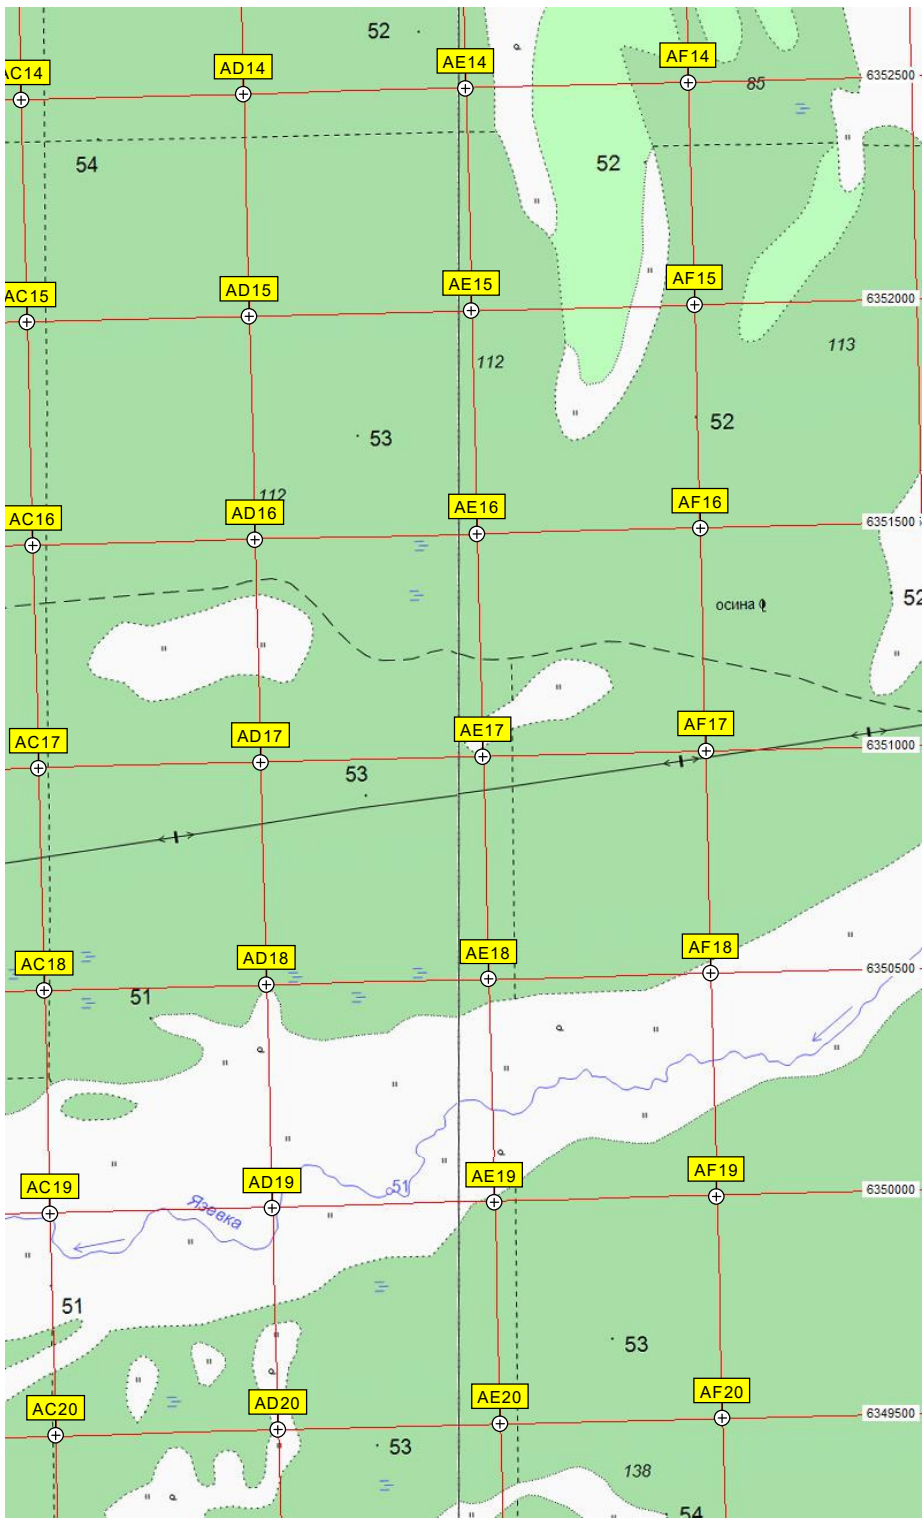 52
AC14
AD14
AE14
AF14
6352500
85
54
52
AC15
AD15
AE15
AF15
6352000
112
113
53
52
112
AC16
AD16
AE16
AF16
6351500
осина
52
AC17
AD17
AE17
AF17
6351000
53
AC18
AD18
AE18
AF18
6350500
51
AC19
AD19
51
AE19
AF19
6350000
Язевка
51
53
AC20
AD20
AE20
AF20
6349500
53
138
54